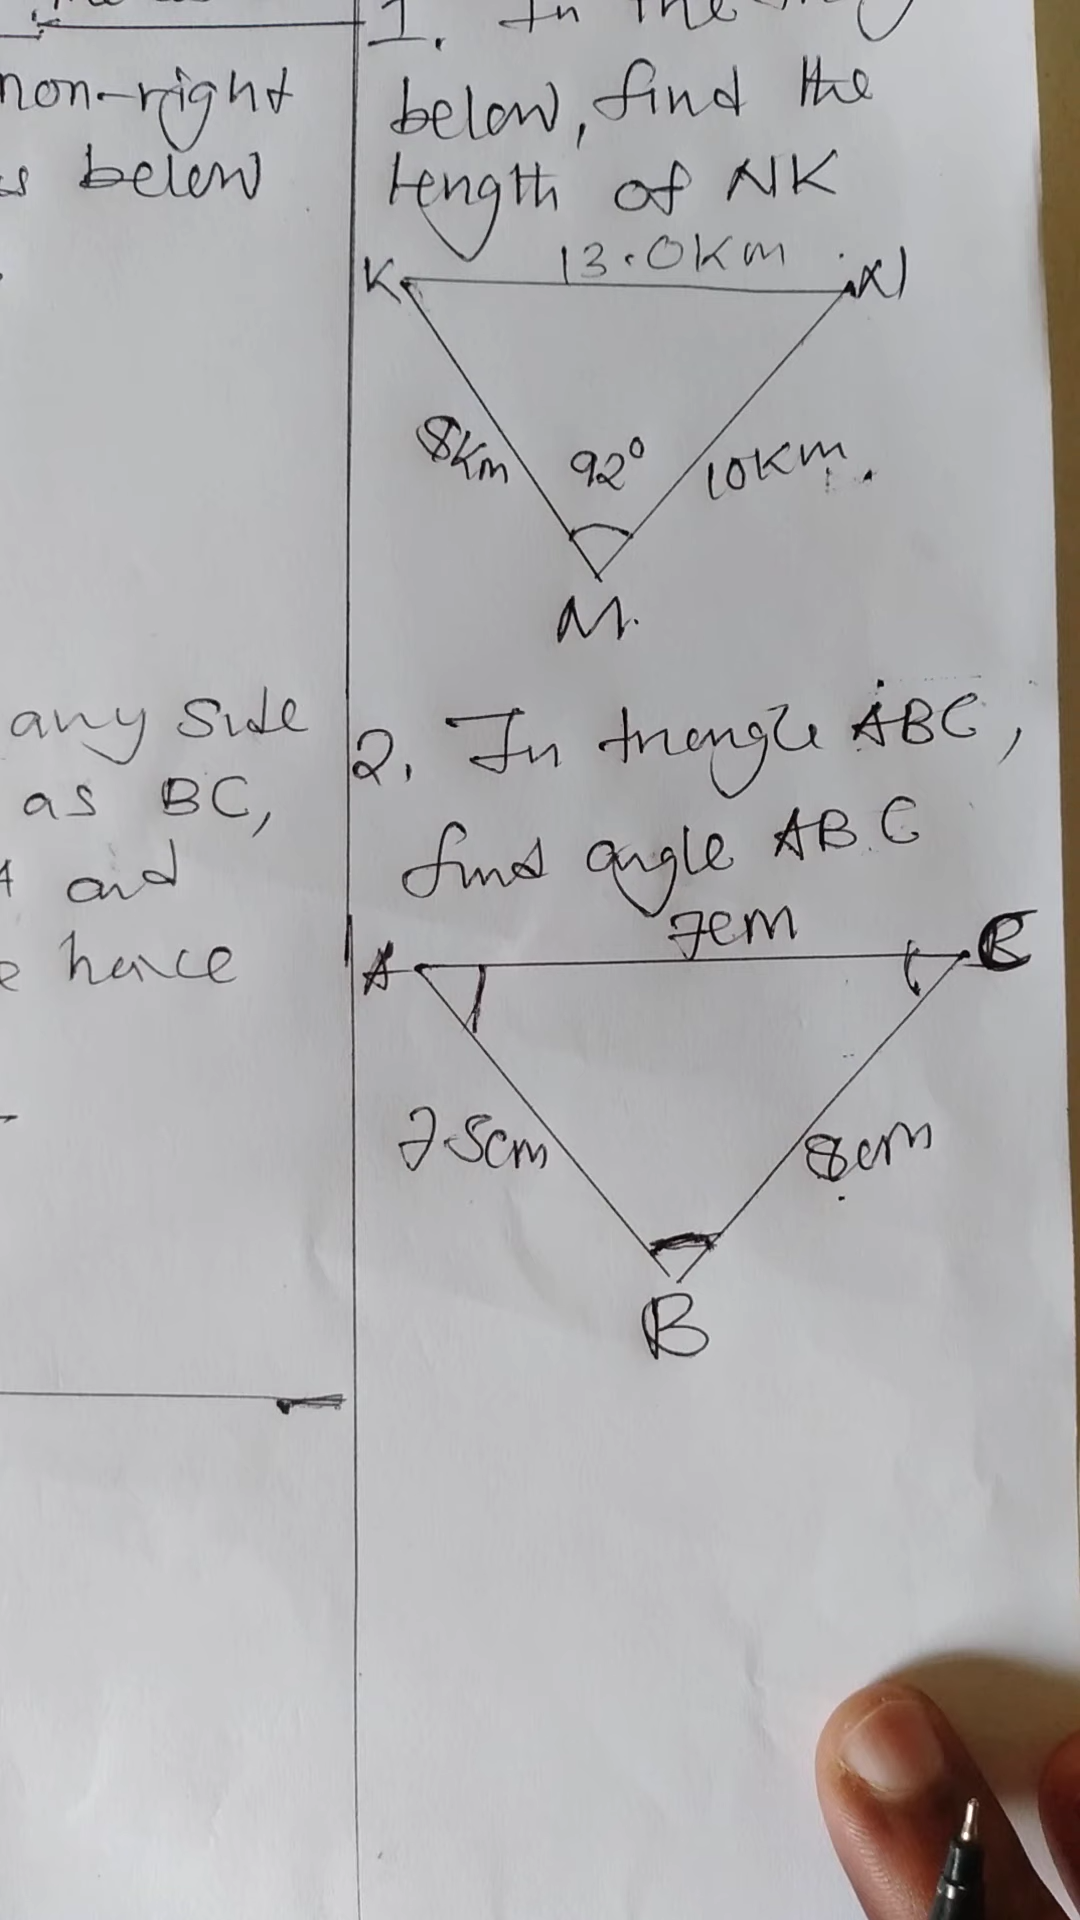 non-right
below
any side
as BC,
and
hence
1. In the
below, find the
length of NK
13.0Km
K
N
8Km
92°
10Km
M.
2. In triangle ABC,
find angle ABC
7cm
A
C
7.5cm
8cm
B